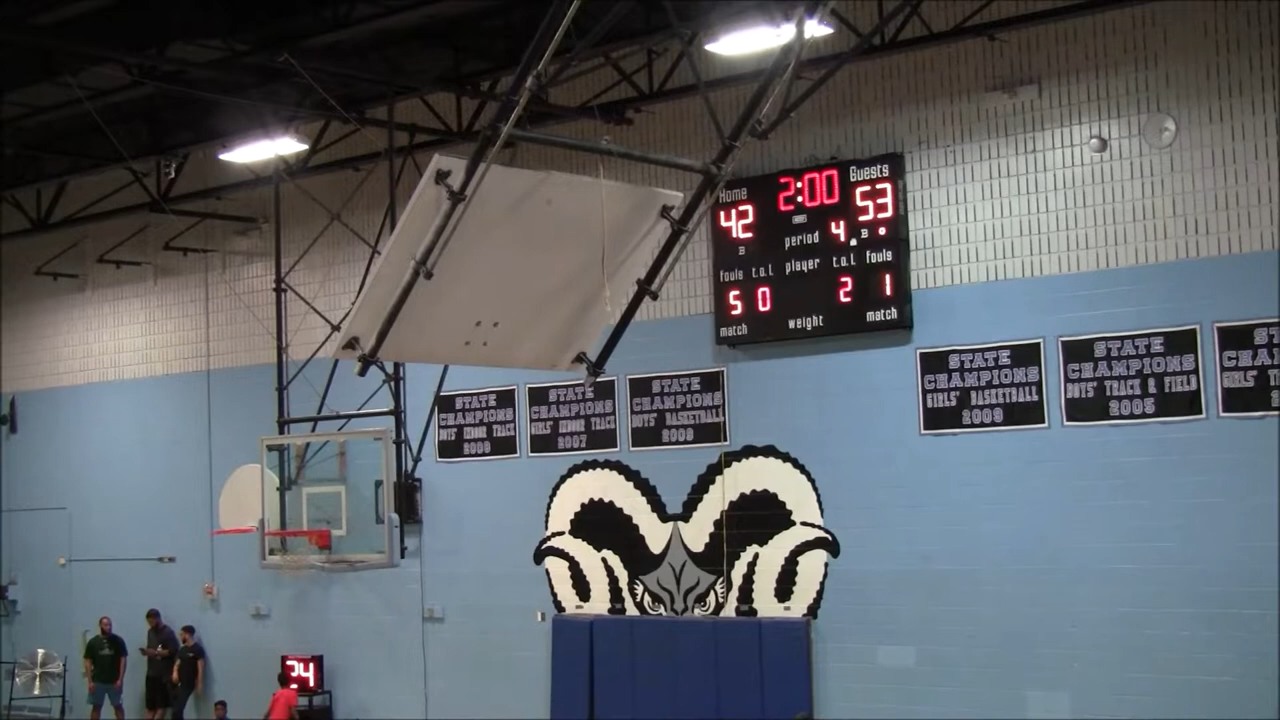 Home 2:00 Guests
42 53
B period 4 B
fouls t.o.l player t.o.l fouls
5 0 2 1
match weight match
STATE
CHAMPIONS
BOYS' INDOOR TRACK
STATE
CHAMPIONS
GIRLS' INDOOR TRACK
2007
STATE
CHAMPIONS
BOYS' BASKETBALL
STATE
CHAMPIONS
GIRLS' BASKETBALL
2009
STATE
CHAMPIONS
BOYS' TRACK & FIELD
2005
24